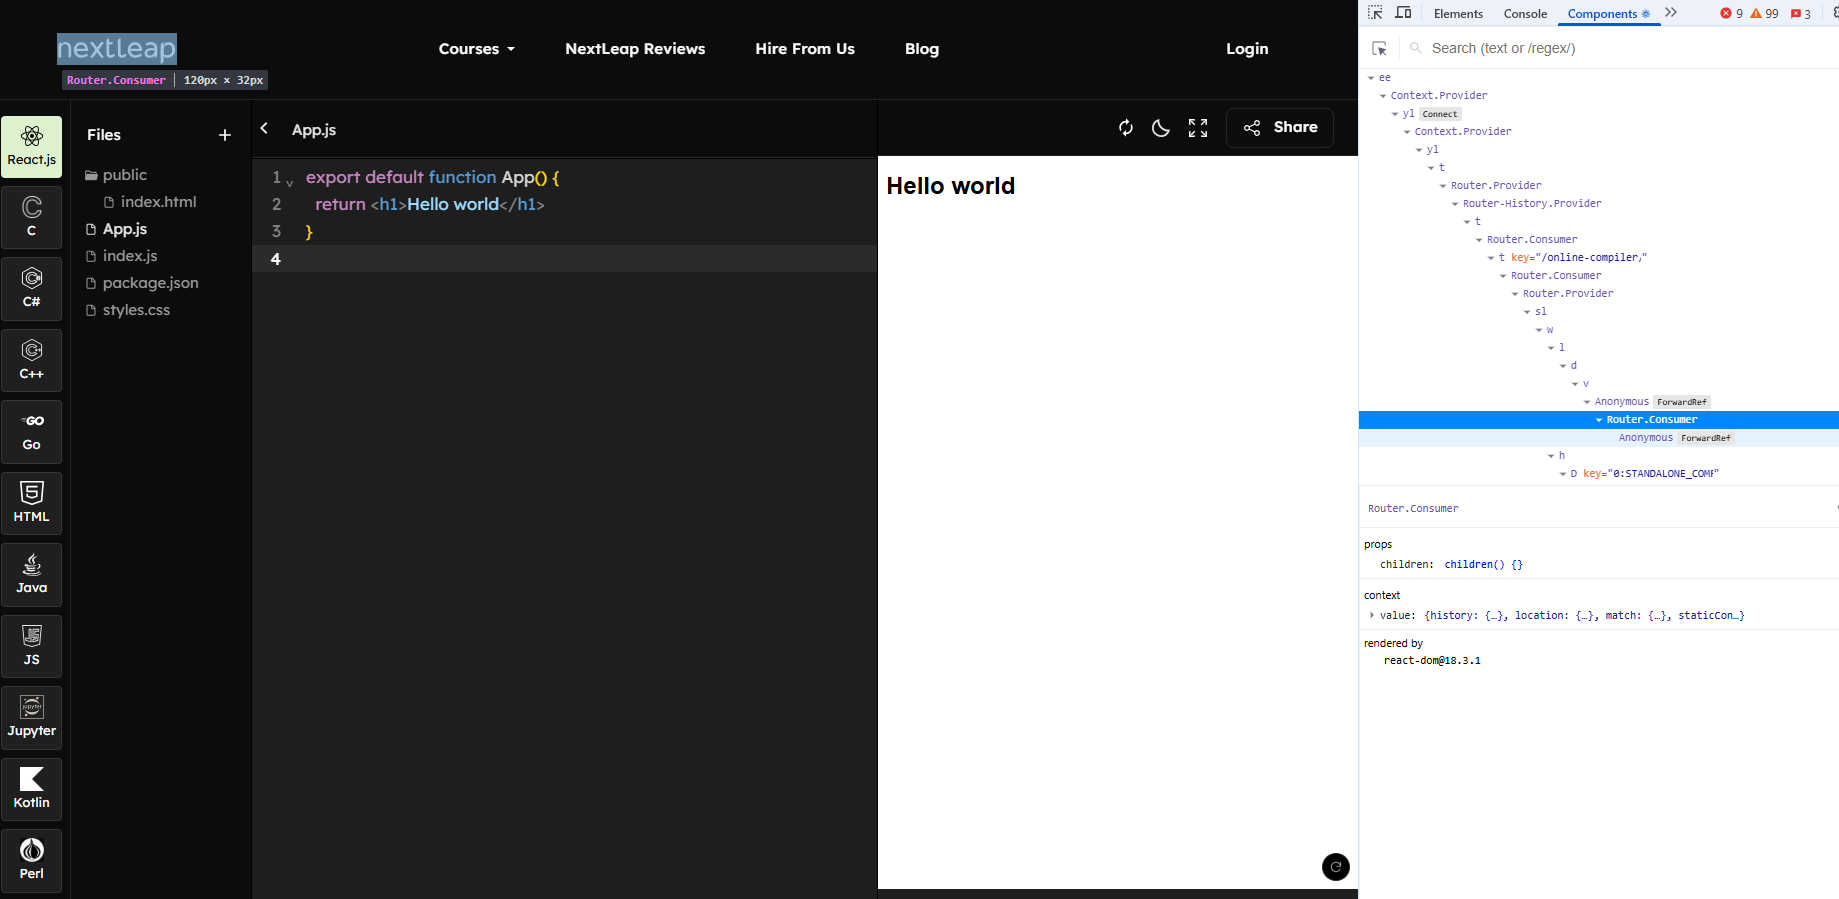 nextleap
Router.Consumer | 120px × 32px
Courses
NextLeap Reviews
Hire From Us
Blog
Login
React.js
C
C#
C++
Go
HTML
Java
JS
Jupyter
Kotlin
Perl
Files +
public
index.html
App.js
index.js
package.json
styles.css
App.js
Share
1 export default function App() {
2 return <h1>Hello world</h1>
3 }
4
Hello world
Elements Console Components 9 99 3
Search (text or /regex/)
ee
Context.Provider
yl Connect
Context.Provider
yl
t
Router.Provider
Router-History.Provider
t
Router.Consumer
t key="/online-compiler/"
Router.Consumer
Router.Provider
sl
w
l
d
v
Anonymous ForwardRef
Router.Consumer
Anonymous ForwardRef
h
D key="0:STANDALONE_COMP"
Router.Consumer
props
children: children() {}
context
value: {history: {…}, location: {…}, match: {…}, staticCon…}
rendered by
react-dom@18.3.1